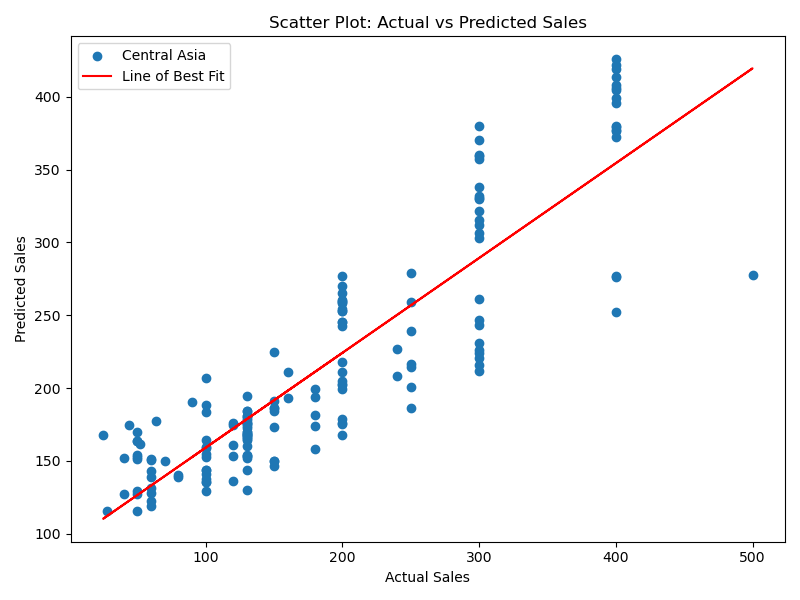 Scatter Plot: Actual vs Predicted Sales
Central Asia
Line of Best Fit
400
350
300
250
200
150
100
Predicted Sales
100
200
300
400
500
Actual Sales